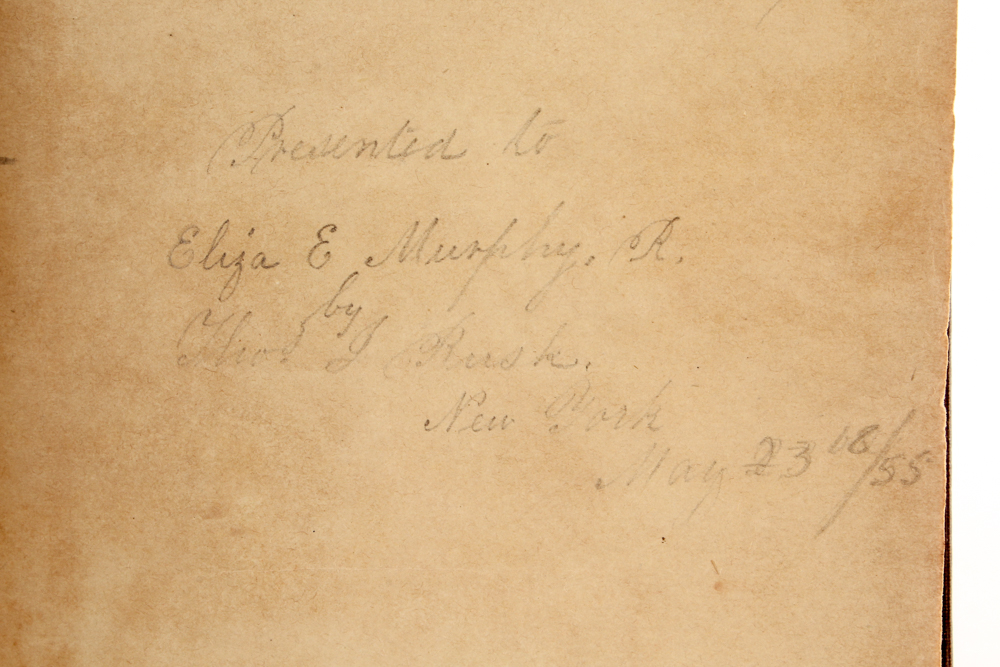 Presented to
Eliza E Murphy. R.
by
Thos J Rusk.
New York
May 23 18/55